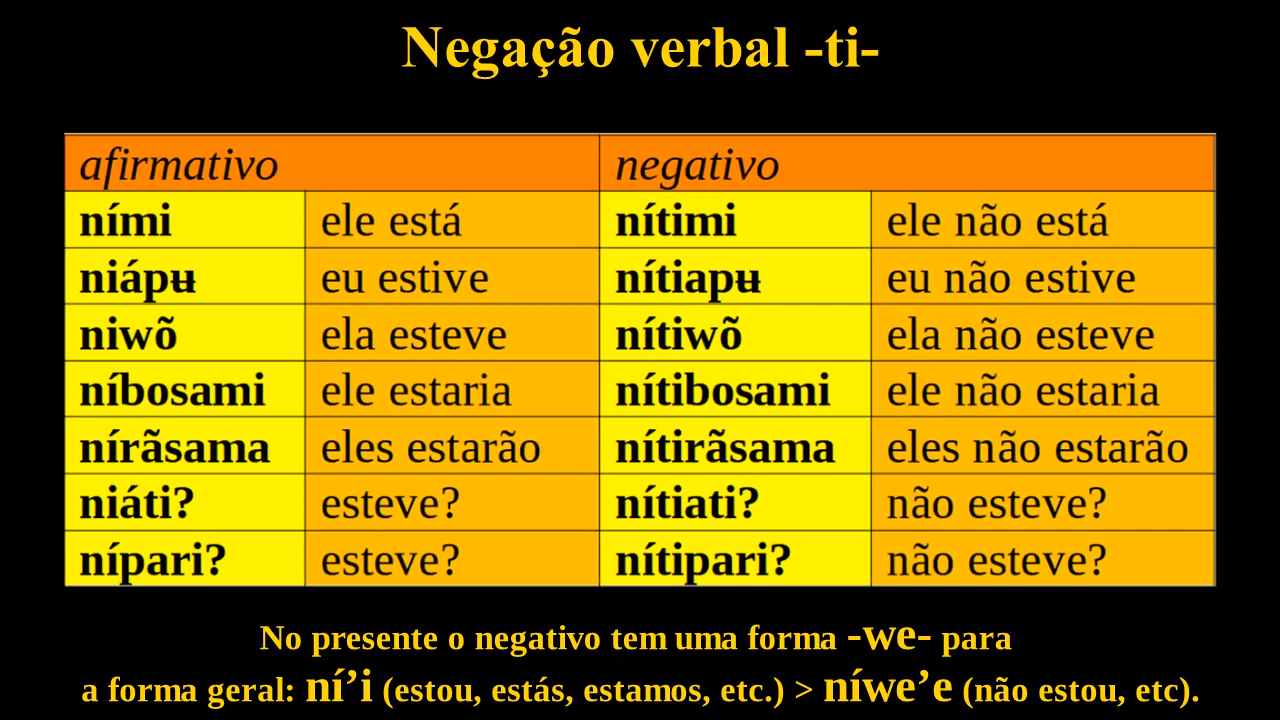 Negação verbal -ti-
afirmativo negativo
ními ele está nítimi ele não está
niápʉ eu estive nítiapʉ eu não estive
niwõ ela esteve nítiwõ ela não esteve
níbosami ele estaria nítibosami ele não estaria
nírãsama eles estarão nítirãsama eles não estarão
niáti? esteve? nítiati? não esteve?
nípari? esteve? nítipari? não esteve?
No presente o negativo tem uma forma -we- para
a forma geral: ní’i (estou, estás, estamos, etc.) > níwe’e (não estou, etc).